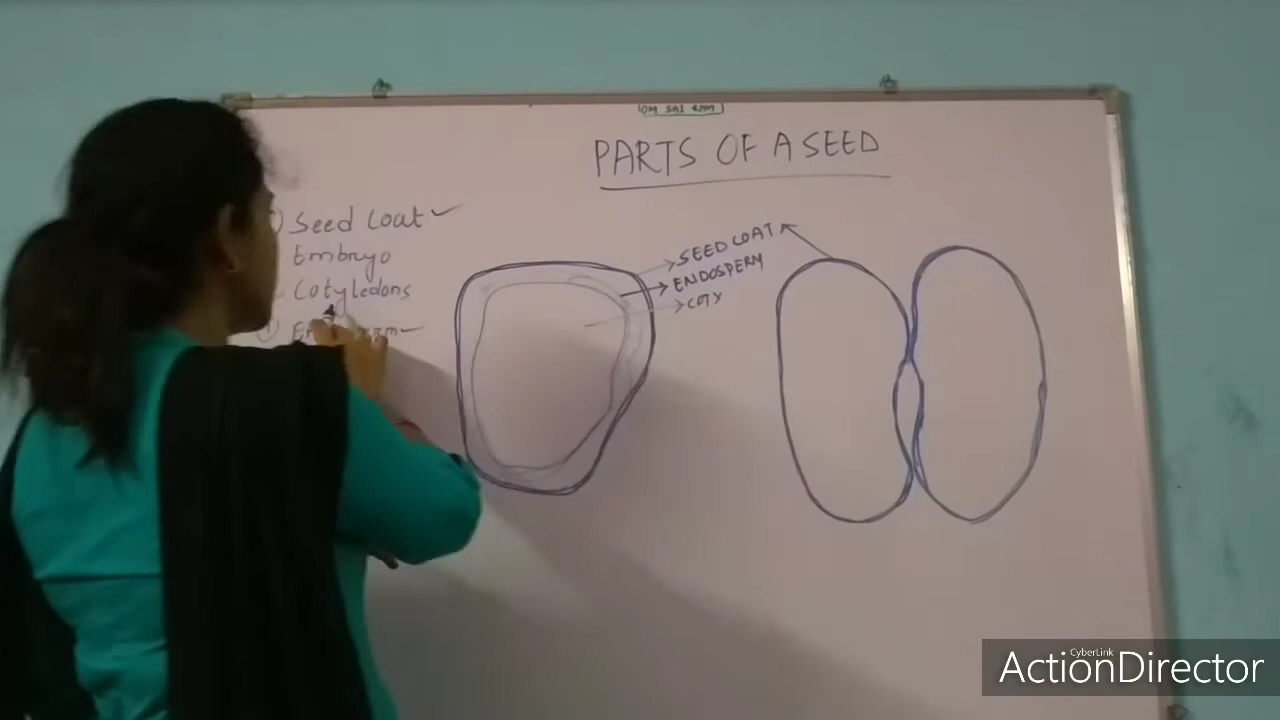 OM SAI RAM
PARTS OF A SEED
Seed Coat
Embryo
Cotyledons
SEED COAT
ENDOSPERM
COTY
CyberLink
ActionDirector